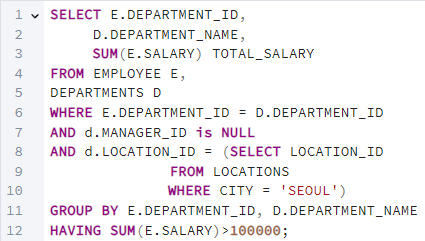 1 SELECT E.DEPARTMENT_ID,
2 D.DEPARTMENT_NAME,
3 SUM(E.SALARY) TOTAL_SALARY
4 FROM EMPLOYEE E,
5 DEPARTMENTS D
6 WHERE E.DEPARTMENT_ID = D.DEPARTMENT_ID
7 AND d.MANAGER_ID is NULL
8 AND d.LOCATION_ID = (SELECT LOCATION_ID
9 FROM LOCATIONS
10 WHERE CITY = 'SEOUL')
11 GROUP BY E.DEPARTMENT_ID, D.DEPARTMENT_NAME
12 HAVING SUM(E.SALARY)>100000;